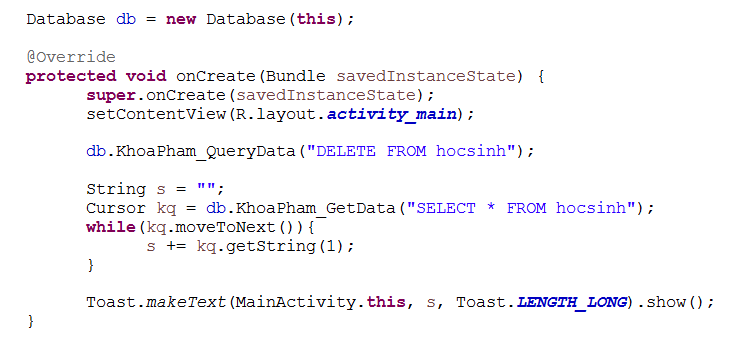 Database db = new Database(this);
@Override
protected void onCreate(Bundle savedInstanceState) {
super.onCreate(savedInstanceState);
setContentView(R.layout.activity_main);
db.KhoaPham_QueryData("DELETE FROM hocsinh");
String s = "";
Cursor kq = db.KhoaPham_GetData("SELECT * FROM hocsinh");
while(kq.moveToNext()){
s += kq.getString(1);
}
Toast.makeText(MainActivity.this, s, Toast.LENGTH_LONG).show();
}